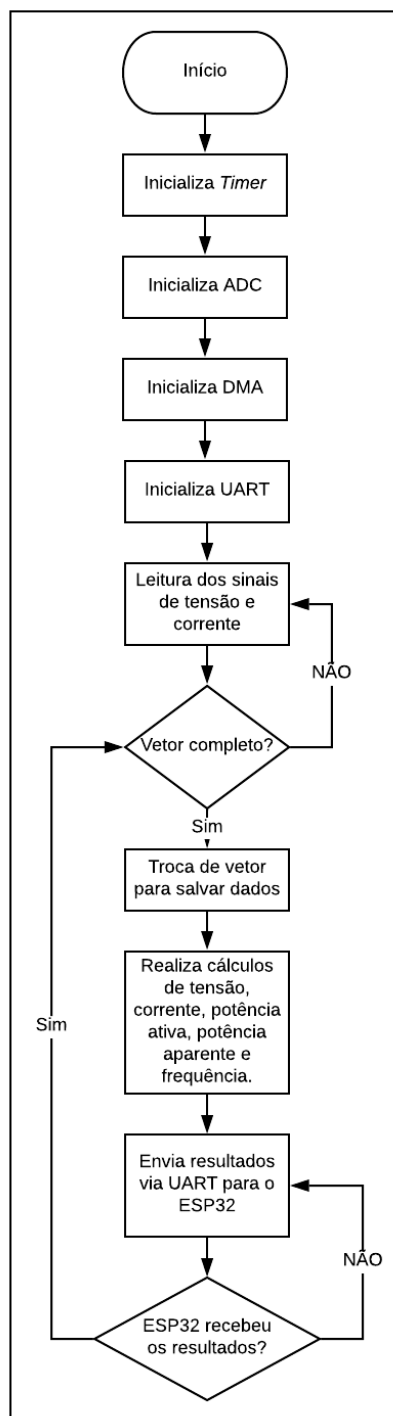 Início
Inicializa Timer
Inicializa ADC
Inicializa DMA
Inicializa UART
Leitura dos sinais
de tensão e
corrente
NÃO
Vetor completo?
Sim
Troca de vetor
para salvar dados
Realiza cálculos
de tensão,
corrente, potência
ativa, potência
aparente e
frequência.
Sim
Envia resultados
via UART para o
ESP32
NÃO
ESP32 recebeu
os resultados?